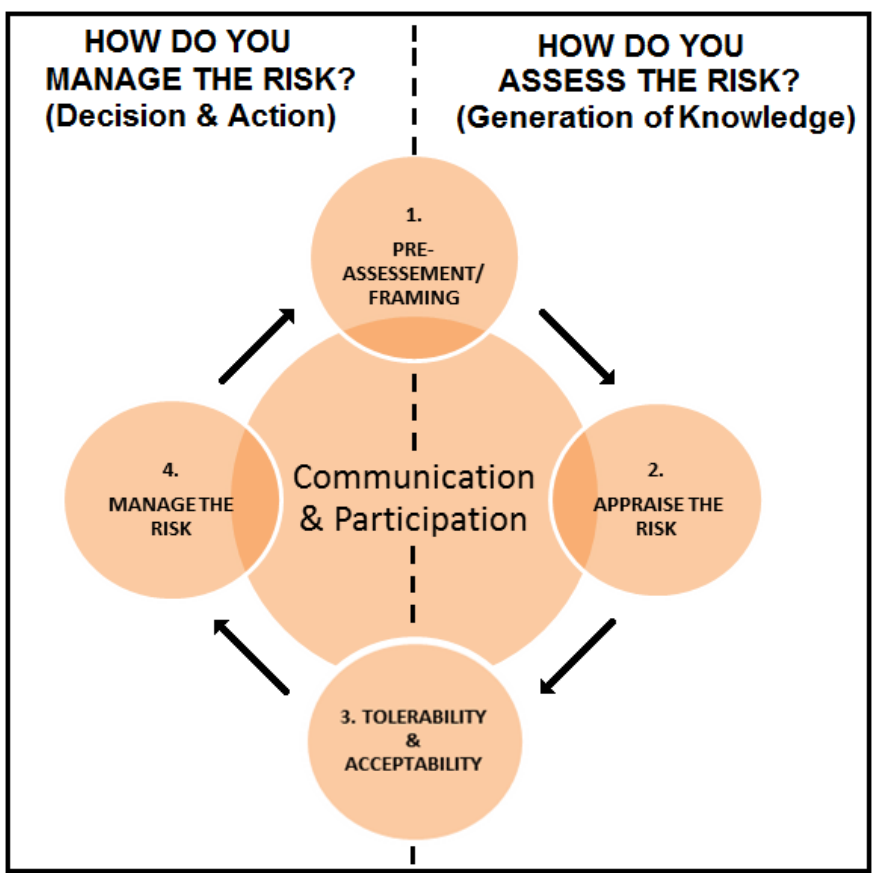 HOW DO YOU
MANAGE THE RISK?
(Decision & Action)
HOW DO YOU
ASSESS THE RISK?
(Generation of Knowledge)
1.
PRE-
ASSESSEMENT/
FRAMING
4.
MANAGE THE
RISK
Communication
& Participation
2.
APPRAISE THE
RISK
3. TOLERABILITY
&
ACCEPTABILITY